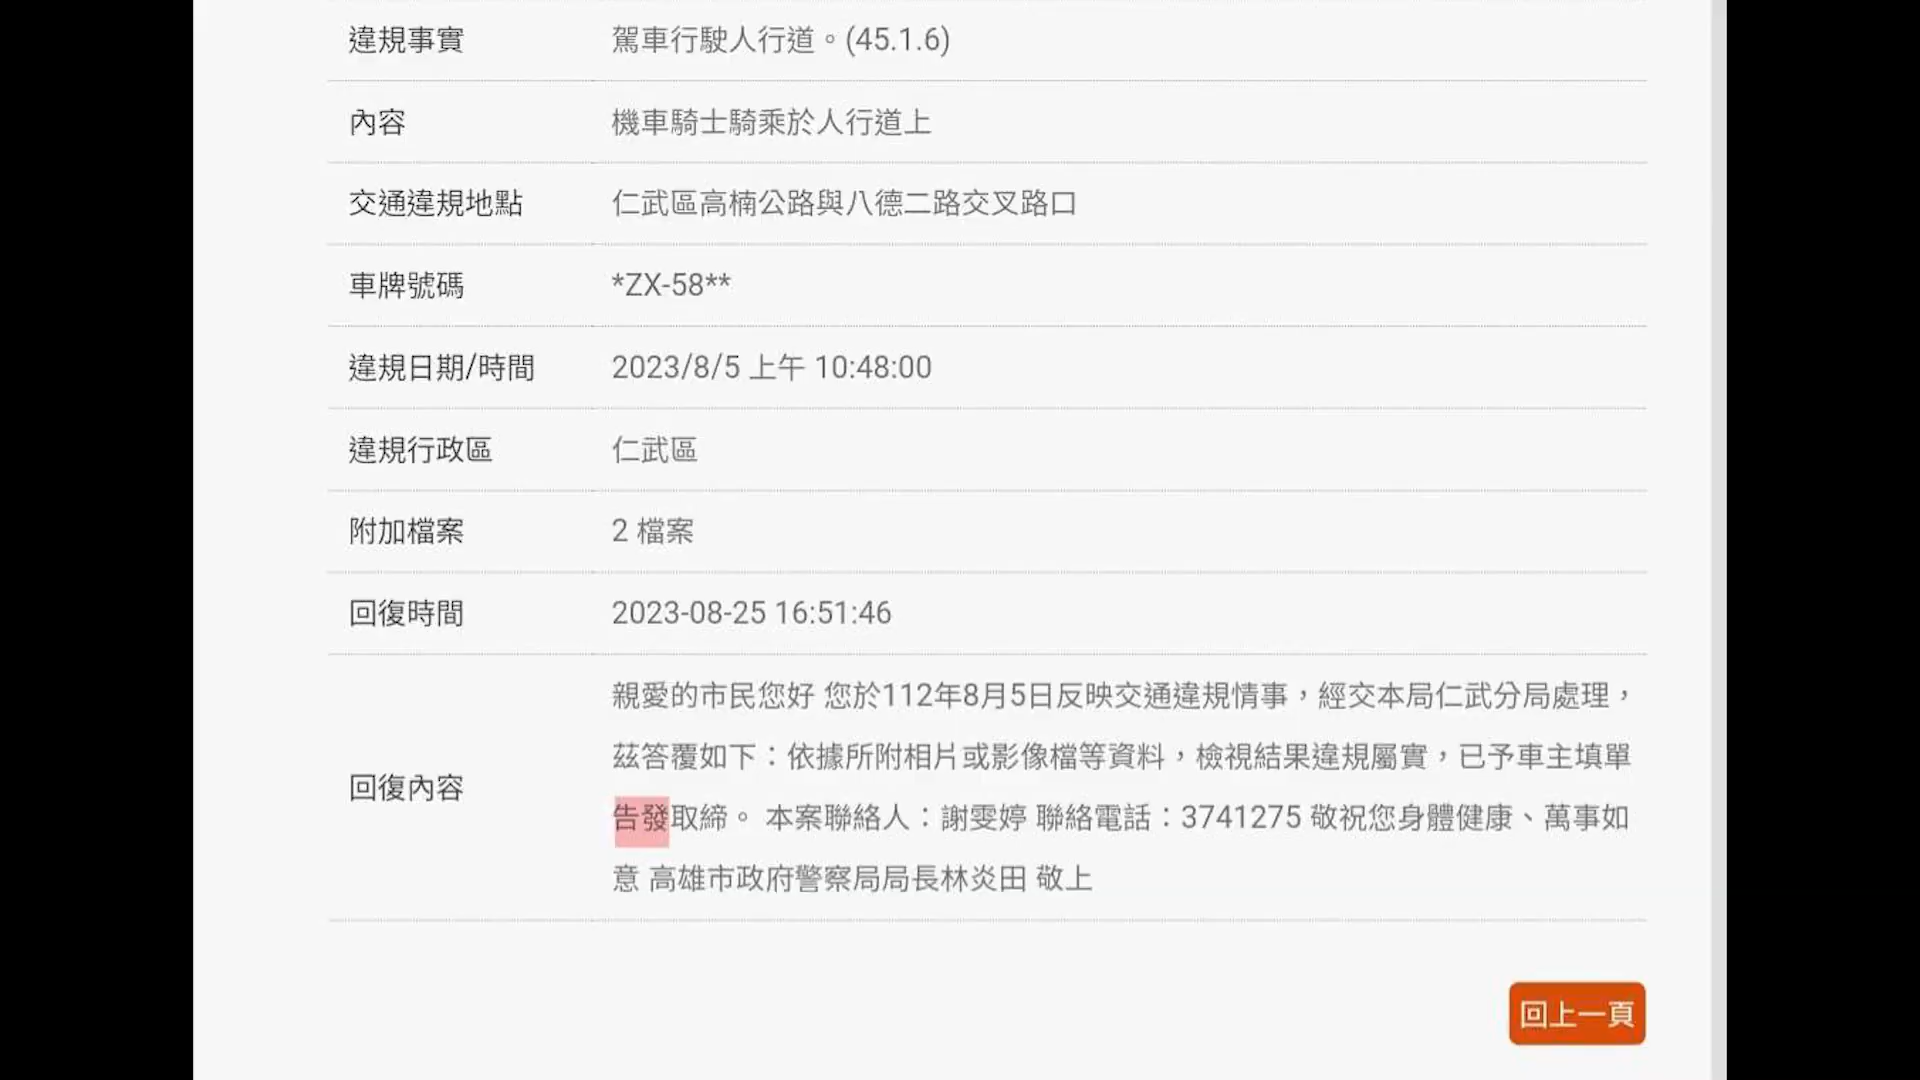 違規事實 駕車行駛人行道。(45.1.6)
內容 機車騎士騎乘於人行道上
交通違規地點 仁武區高楠公路與八德二路交叉路口
車牌號碼 *ZX-58**
違規日期/時間 2023/8/5 上午 10:48:00
違規行政區 仁武區
附加檔案 2 檔案
回復時間 2023-08-25 16:51:46
回復內容
親愛的市民您好 您於112年8月5日反映交通違規情事，經交本局仁武分局處理，
茲答覆如下：依據所附相片或影像檔等資料，檢視結果違規屬實，已予車主填單
告發取締。 本案聯絡人：謝雯婷 聯絡電話：3741275 敬祝您身體健康、萬事如
意 高雄市政府警察局局長林炎田 敬上
回上一頁